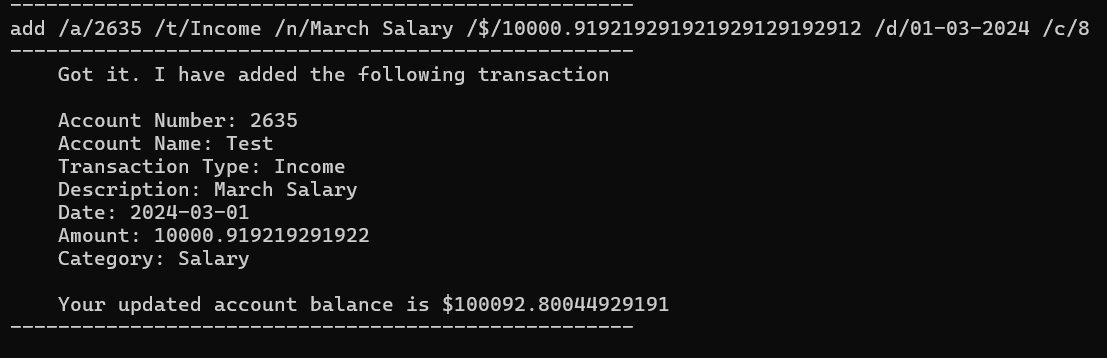 ----------------------------------------------------
add /a/2635 /t/Income /n/March Salary /$/10000.919219291921929129192912 /d/01-03-2024 /c/8
----------------------------------------------------
Got it. I have added the following transaction
Account Number: 2635
Account Name: Test
Transaction Type: Income
Description: March Salary
Date: 2024-03-01
Amount: 10000.919219291922
Category: Salary
Your updated account balance is $100092.80044929191
----------------------------------------------------